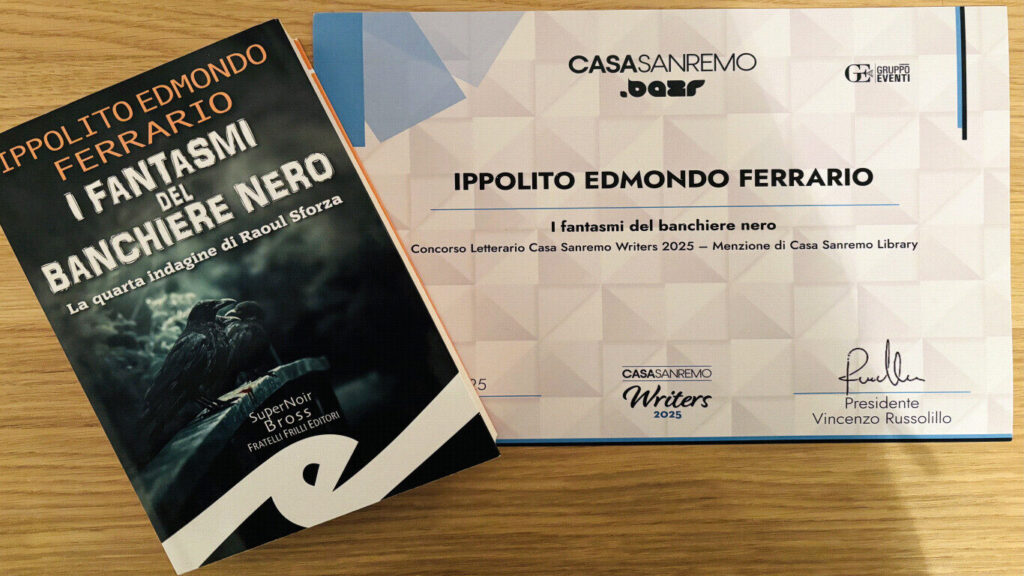 IPPOLITO EDMONDO
FERRARIO
I FANTASMI
DEL
BANCHIERE NERO
La quarta indagine di Raoul Sforza
SuperNoir
Bross
FRATELLI FRILLI EDITORI
CASASANREMO
.bazr
GE
GRUPPO
EVENTI
IPPOLITO EDMONDO FERRARIO
I fantasmi del banchiere nero
Concorso Letterario Casa Sanremo Writers 2025 – Menzione di Casa Sanremo Library
25
CASASANREMO
Writers
2025
Presidente
Vincenzo Russolillo